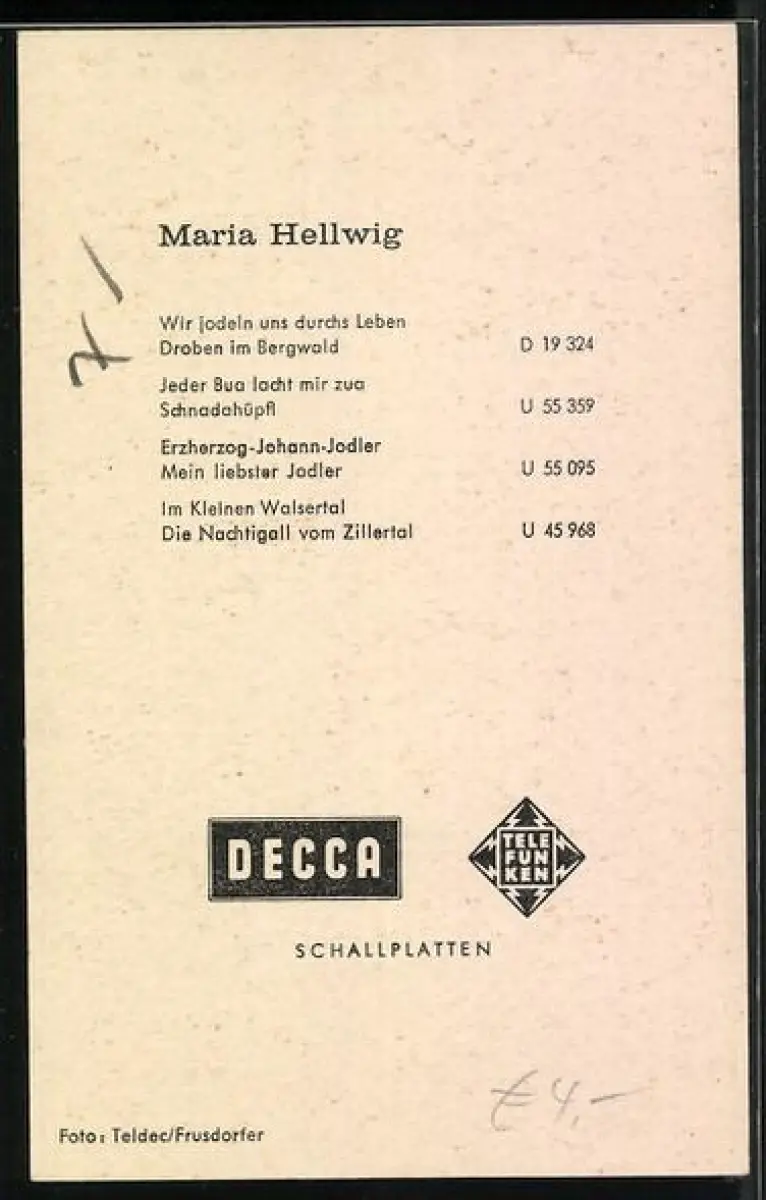 Maria Hellwig
Wir jodeln uns durchs Leben
Droben im Bergwald D 19 324
Jeder Bua lacht mir zua
Schnadahüpfl U 55 359
Erzherzog-Johann-Jodler
Mein liebster Jodler U 55 095
Im Kleinen Walsertal
Die Nachtigall vom Zillertal U 45 968
DECCA
TELE
FUN
KEN
SCHALLPLATTEN
€ 4,-
Foto: Teldec/Frusdorfer